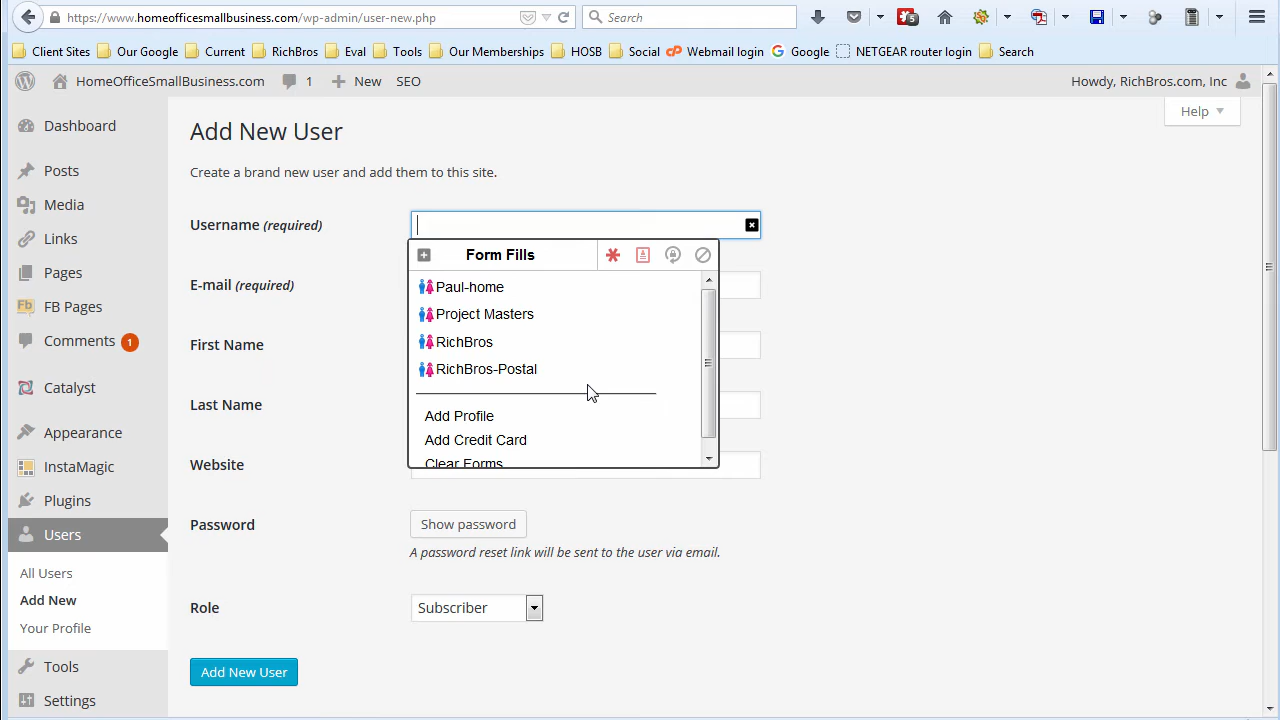 https://www.homeofficesmallbusiness.com/wp-admin/user-new.php
Search
5
Client Sites
Our Google
Current
RichBros
Eval
Tools
Our Memberships
HOSB
Social
cP
Webmail login
G
Google
NETGEAR router login
Search
HomeOfficeSmallBusiness.com
1
New
SEO
Howdy, RichBros.com, Inc
Help
Dashboard
Posts
Media
Links
Pages
Fb
FB Pages
Comments
1
Catalyst
Appearance
InstaMagic
Plugins
Users
All Users
Add New
Your Profile
Tools
Settings
Add New User
Create a brand new user and add them to this site.
Username (required)
Form Fills
Paul-home
Project Masters
RichBros
RichBros-Postal
Add Profile
Add Credit Card
Clear Forms
E-mail (required)
First Name
Last Name
Website
Password
Show password
A password reset link will be sent to the user via email.
Role
Subscriber
Add New User